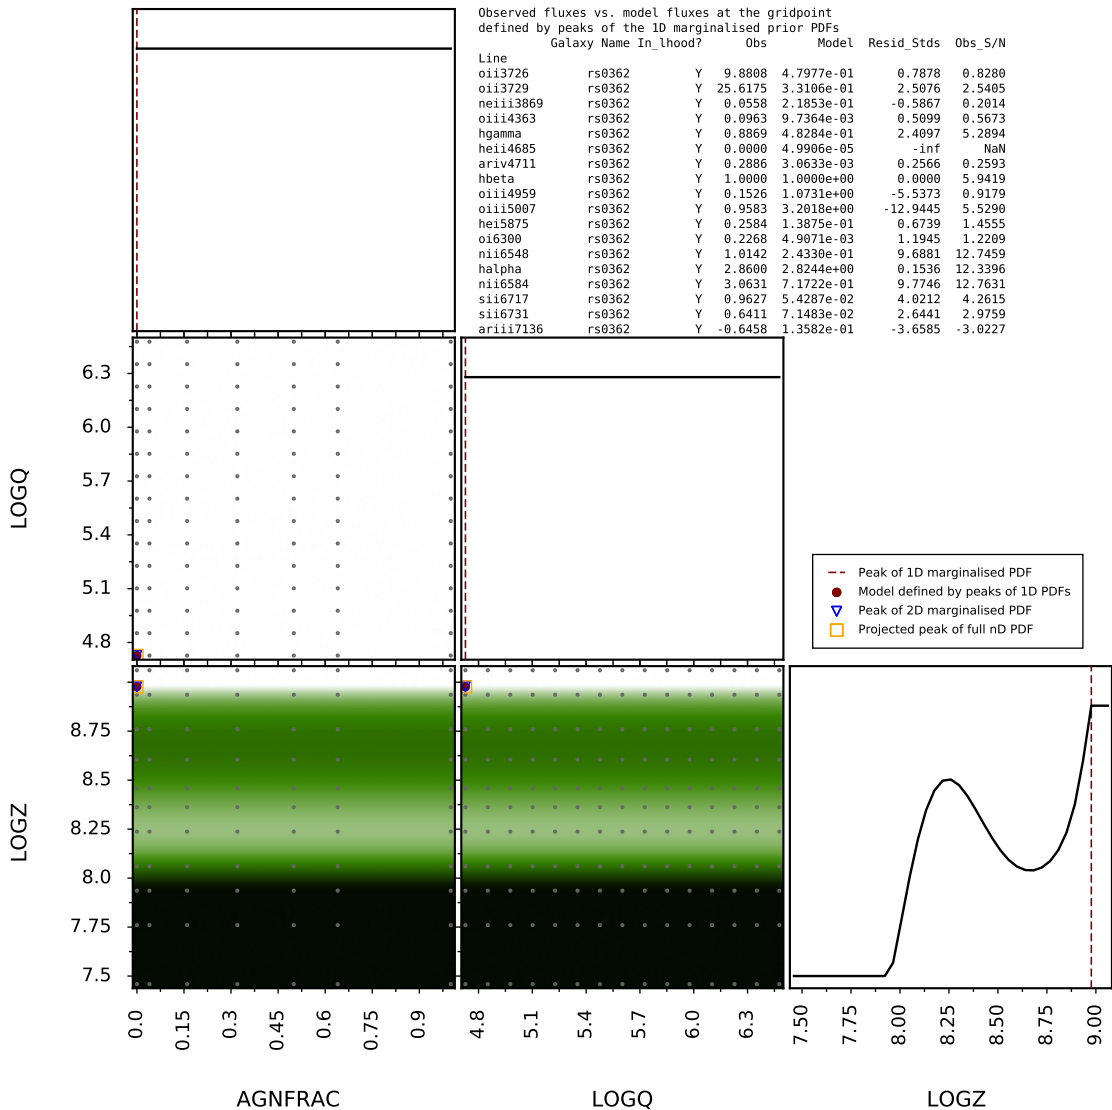 Observed fluxes vs. model fluxes at the gridpoint
defined by peaks of the 1D marginalised prior PDFs
Galaxy Name In_lhood? Obs Model Resid_Stds Obs_S/N
Line
oii3726 rs0362 Y 9.8808 4.7977e-01 0.7878 0.8280
oii3729 rs0362 Y 25.6175 3.3106e-01 2.5076 2.5405
neiii3869 rs0362 Y 0.0558 2.1853e-01 -0.5867 0.2014
oiii4363 rs0362 Y 0.0963 9.7364e-03 0.5099 0.5673
hgamma rs0362 Y 0.8869 4.8284e-01 2.4097 5.2894
heii4685 rs0362 Y 0.0000 4.9906e-05 -inf NaN
ariv4711 rs0362 Y 0.2886 3.0633e-03 0.2566 0.2593
hbeta rs0362 Y 1.0000 1.0000e+00 0.0000 5.9419
oiii4959 rs0362 Y 0.1526 1.0731e+00 -5.5373 0.9179
oiii5007 rs0362 Y 0.9583 3.2018e+00 -12.9445 5.5290
hei5875 rs0362 Y 0.2584 1.3875e-01 0.6739 1.4555
oi6300 rs0362 Y 0.2268 4.9071e-03 1.1945 1.2209
nii6548 rs0362 Y 1.0142 2.4330e-01 9.6881 12.7459
halpha rs0362 Y 2.8600 2.8244e+00 0.1536 12.3396
nii6584 rs0362 Y 3.0631 7.1722e-01 9.7746 12.7631
sii6717 rs0362 Y 0.9627 5.4287e-02 4.0212 4.2615
sii6731 rs0362 Y 0.6411 7.1483e-02 2.6441 2.9759
ariii7136 rs0362 Y -0.6458 1.3582e-01 -3.6585 -3.0227
6.3
6.0
5.7
5.4
5.1
4.8
LOGQ
Peak of 1D marginalised PDF
Model defined by peaks of 1D PDFs
Peak of 2D marginalised PDF
Projected peak of full nD PDF
8.75
8.5
8.25
8.0
7.75
7.5
LOGZ
0.0 0.15 0.3 0.45 0.6 0.75 0.9
4.8 5.1 5.4 5.7 6.0 6.3
7.50 7.75 8.00 8.25 8.50 8.75 9.00
AGNFRAC LOGQ LOGZ